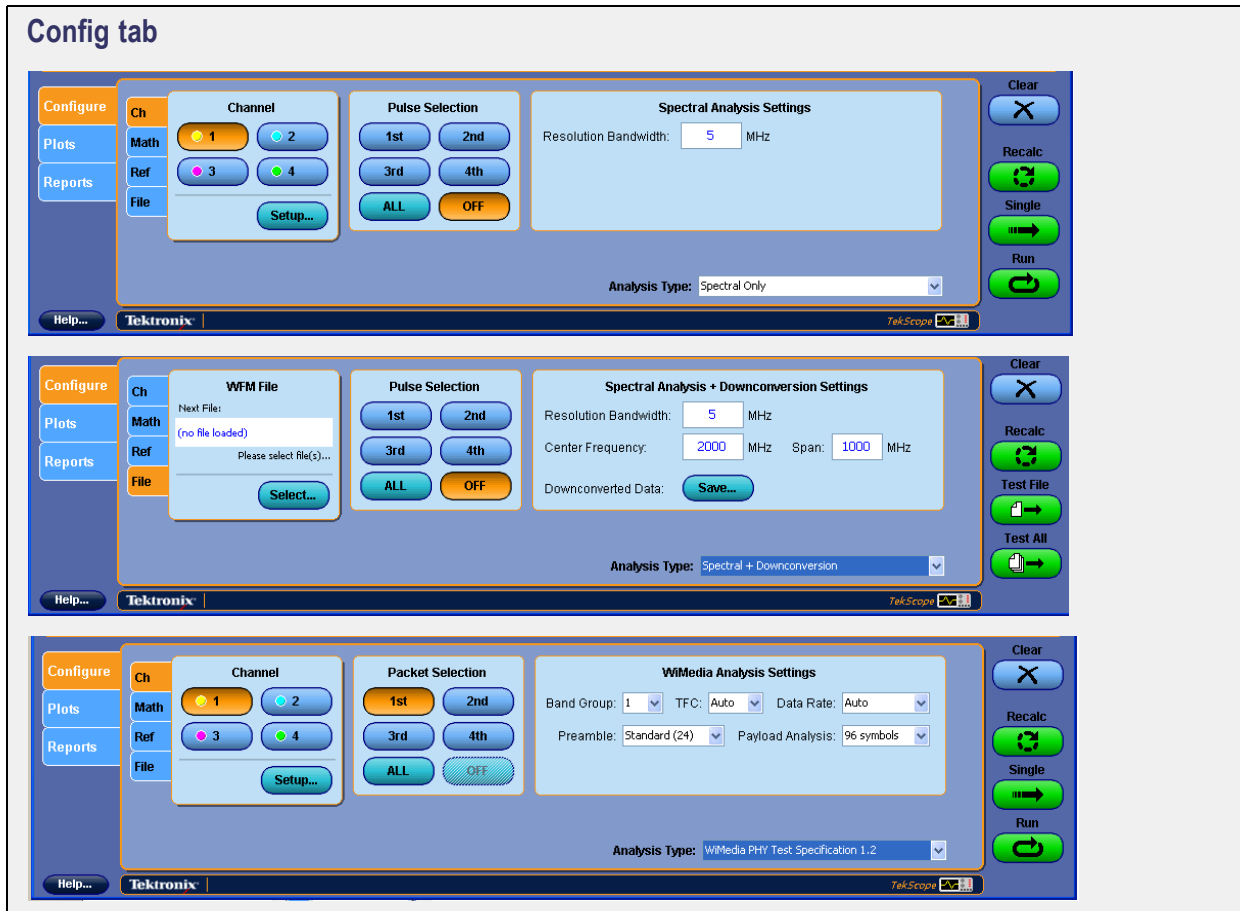 Config tab
Configure
Plots
Reports
Ch
Math
Ref
File
Channel
1 2
3 4
Setup...
Pulse Selection
1st 2nd
3rd 4th
ALL OFF
Spectral Analysis Settings
Resolution Bandwidth: 5 MHz
Analysis Type: Spectral Only
Clear
Recalc
Single
Run
Help...
Tektronix
TekScope
Configure
Plots
Reports
Ch
Math
Ref
File
WFM File
Next File:
(no file loaded)
Please select file(s)...
Select...
Pulse Selection
1st 2nd
3rd 4th
ALL OFF
Spectral Analysis + Downconversion Settings
Resolution Bandwidth: 5 MHz
Center Frequency: 2000 MHz Span: 1000 MHz
Downconverted Data: Save...
Analysis Type: Spectral + Downconversion
Clear
Recalc
Test File
Test All
Help...
Tektronix
TekScope
Configure
Plots
Reports
Ch
Math
Ref
File
Channel
1 2
3 4
Setup...
Packet Selection
1st 2nd
3rd 4th
ALL OFF
WiMedia Analysis Settings
Band Group: 1 TFC: Auto Data Rate: Auto
Preamble: Standard (24) Payload Analysis: 96 symbols
Analysis Type: WiMedia PHY Test Specification 1.2
Clear
Recalc
Single
Run
Help...
Tektronix
TekScope